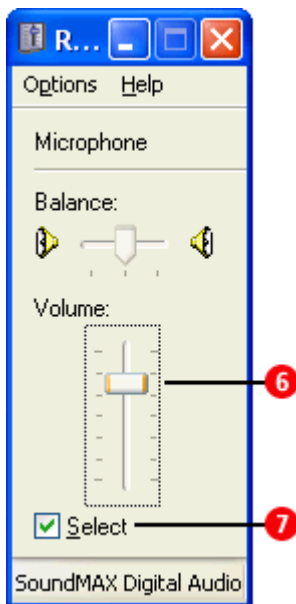 R...
Options Help
Microphone
Balance:
Volume:
6
Select
7
SoundMAX Digital Audio